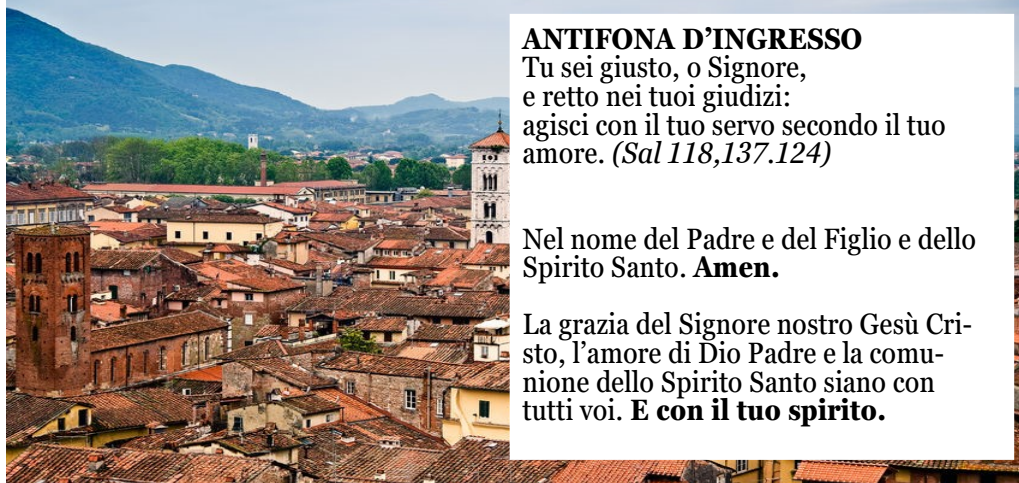 ANTIFONA D’INGRESSO
Tu sei giusto, o Signore,
e retto nei tuoi giudizi:
agisci con il tuo servo secondo il tuo
amore. (Sal 118,137.124)
Nel nome del Padre e del Figlio e dello
Spirito Santo. Amen.
La grazia del Signore nostro Gesù Cri-
sto, l’amore di Dio Padre e la comu-
nione dello Spirito Santo siano con
tutti voi. E con il tuo spirito.